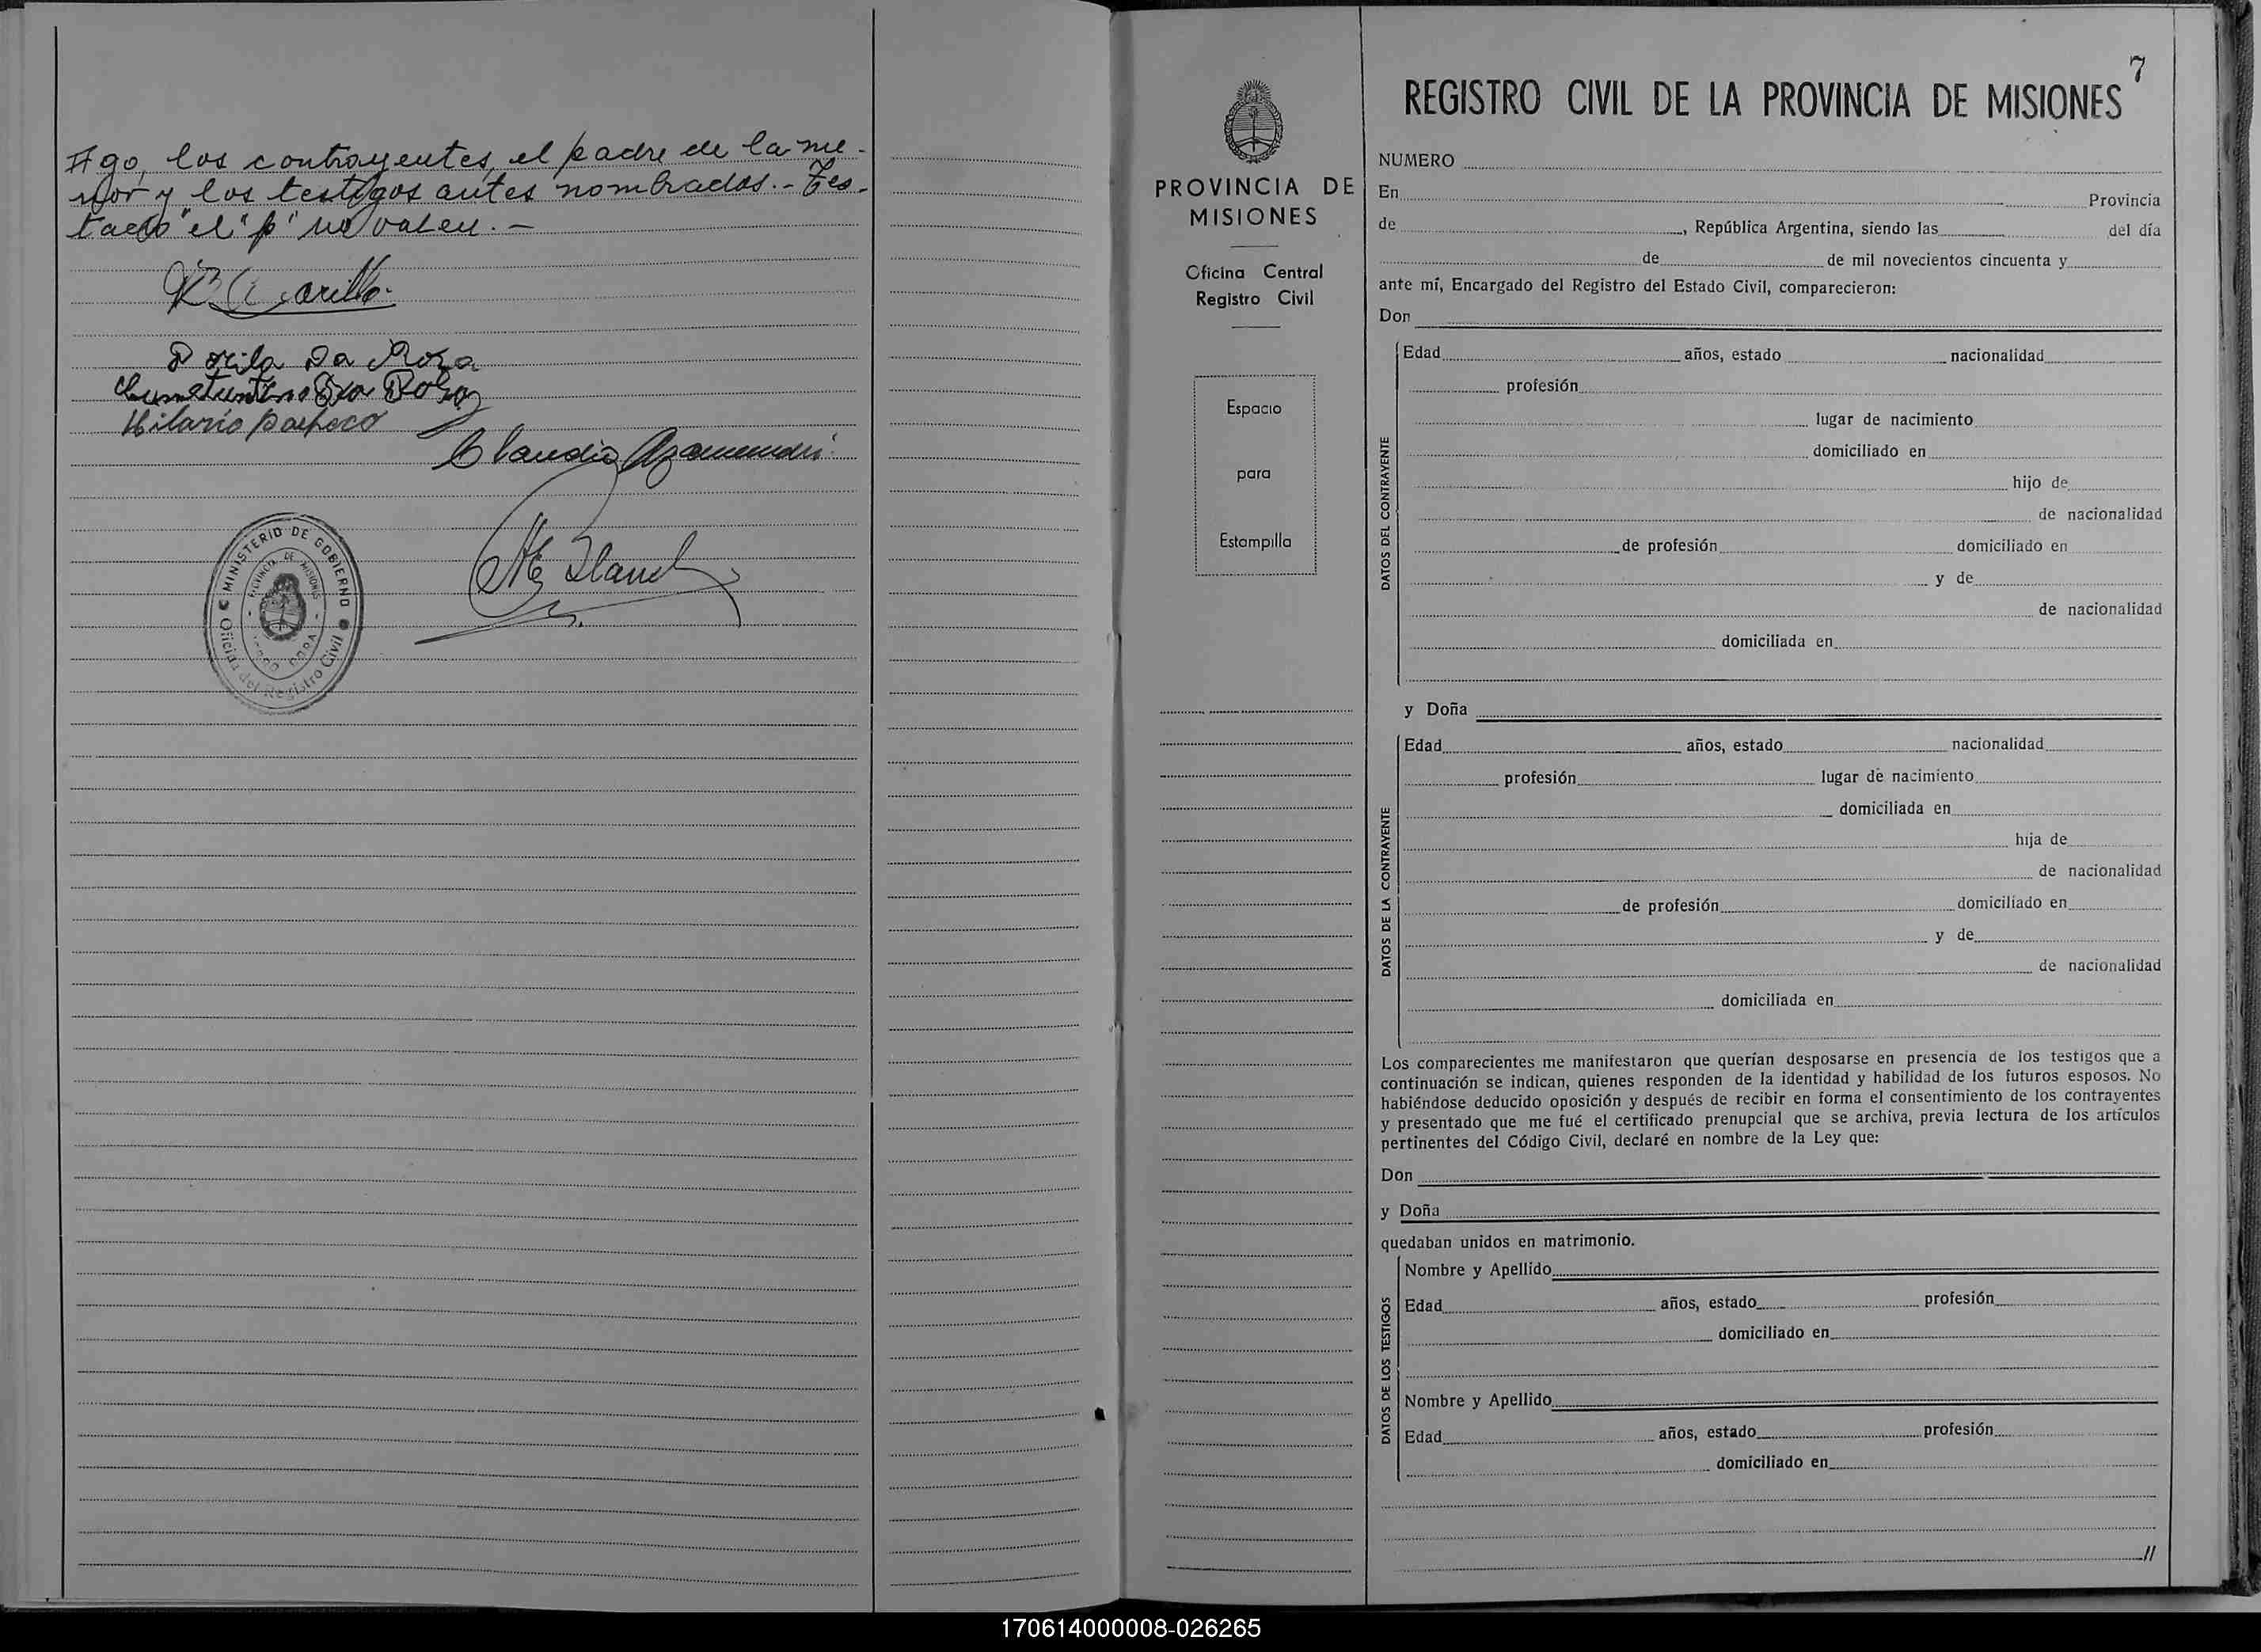 go, los contrayentes, el padre de la me-
nor y los testigos antes nombrados.- Tes-
tado "el" "p" no valen.-
Da Roza
Da Roza
Hilario Pacheco
Claudio
MINISTERIO DE GOBIERNO
PROVINCIA DE MISIONES
Oficina del Registro Civil
7
REGISTRO CIVIL DE LA PROVINCIA DE MISIONES
PROVINCIA DE
MISIONES
Oficina Central
Registro Civil
Espacio
para
Estampilla
NUMERO
En Provincia
de , República Argentina, siendo las del día
de de mil novecientos cincuenta y
ante mí, Encargado del Registro del Estado Civil, comparecieron:
Don
DATOS DEL CONTRAYENTE
Edad años, estado nacionalidad
profesión
lugar de nacimiento
domiciliado en
hijo de
de nacionalidad
de profesión domiciliado en
y de
de nacionalidad
domiciliada en
y Doña
DATOS DE LA CONTRAYENTE
Edad años, estado nacionalidad
profesión lugar de nacimiento
domiciliada en
hija de
de nacionalidad
de profesión domiciliado en
y de
de nacionalidad
domiciliada en
Los comparecientes me manifestaron que querían desposarse en presencia de los testigos que a
continuación se indican, quienes responden de la identidad y habilidad de los futuros esposos. No
habiéndose deducido oposición y después de recibir en forma el consentimiento de los contrayentes
y presentado que me fué el certificado prenupcial que se archiva, previa lectura de los artículos
pertinentes del Código Civil, declaré en nombre de la Ley que:
Don
y Doña
quedaban unidos en matrimonio.
DATOS DE LOS TESTIGOS
Nombre y Apellido
Edad años, estado profesión
domiciliado en
Nombre y Apellido
Edad años, estado profesión
domiciliado en
//
170614000008-026265